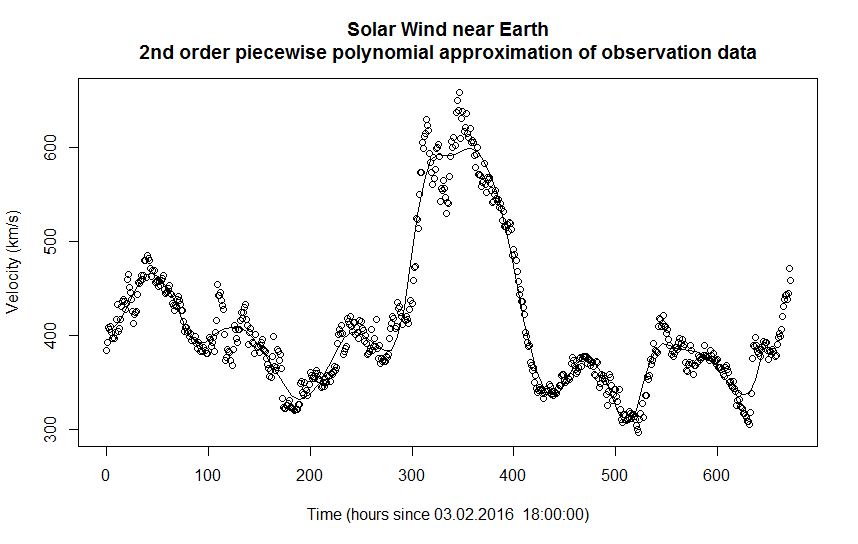 Solar Wind near Earth
2nd order piecewise polynomial approximation of observation data
Velocity (km/s)
600
500
400
300
0 100 200 300 400 500 600
Time (hours since 03.02.2016  18:00:00)